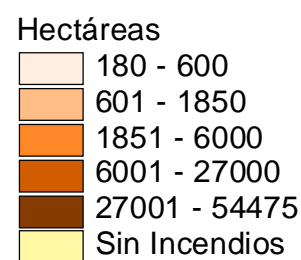 Hectáreas
180 - 600
601 - 1850
1851 - 6000
6001 - 27000
27001 - 54475
Sin Incendios